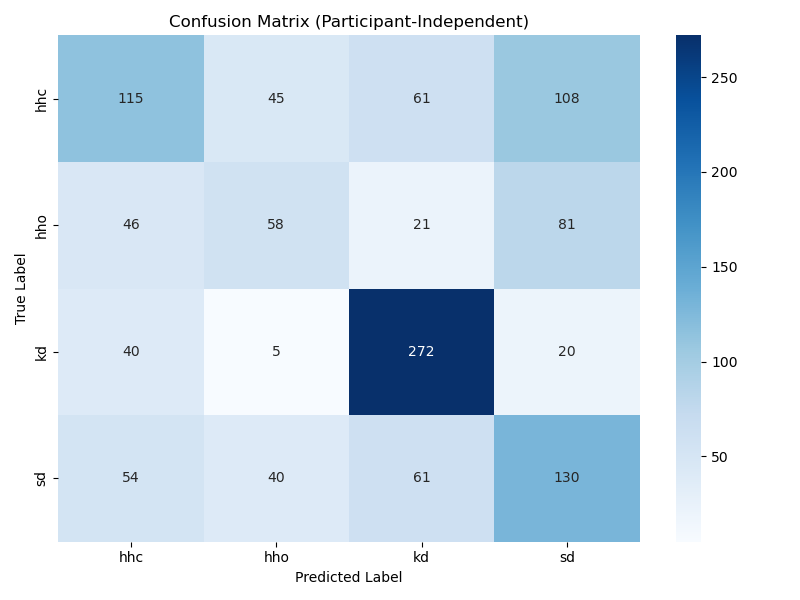 Confusion Matrix (Participant-Independent)
hhc 115 45 61 108
hho 46 58 21 81
kd 40 5 272 20
sd 54 40 61 130
hhc hho kd sd
True Label
Predicted Label
250
200
150
100
50